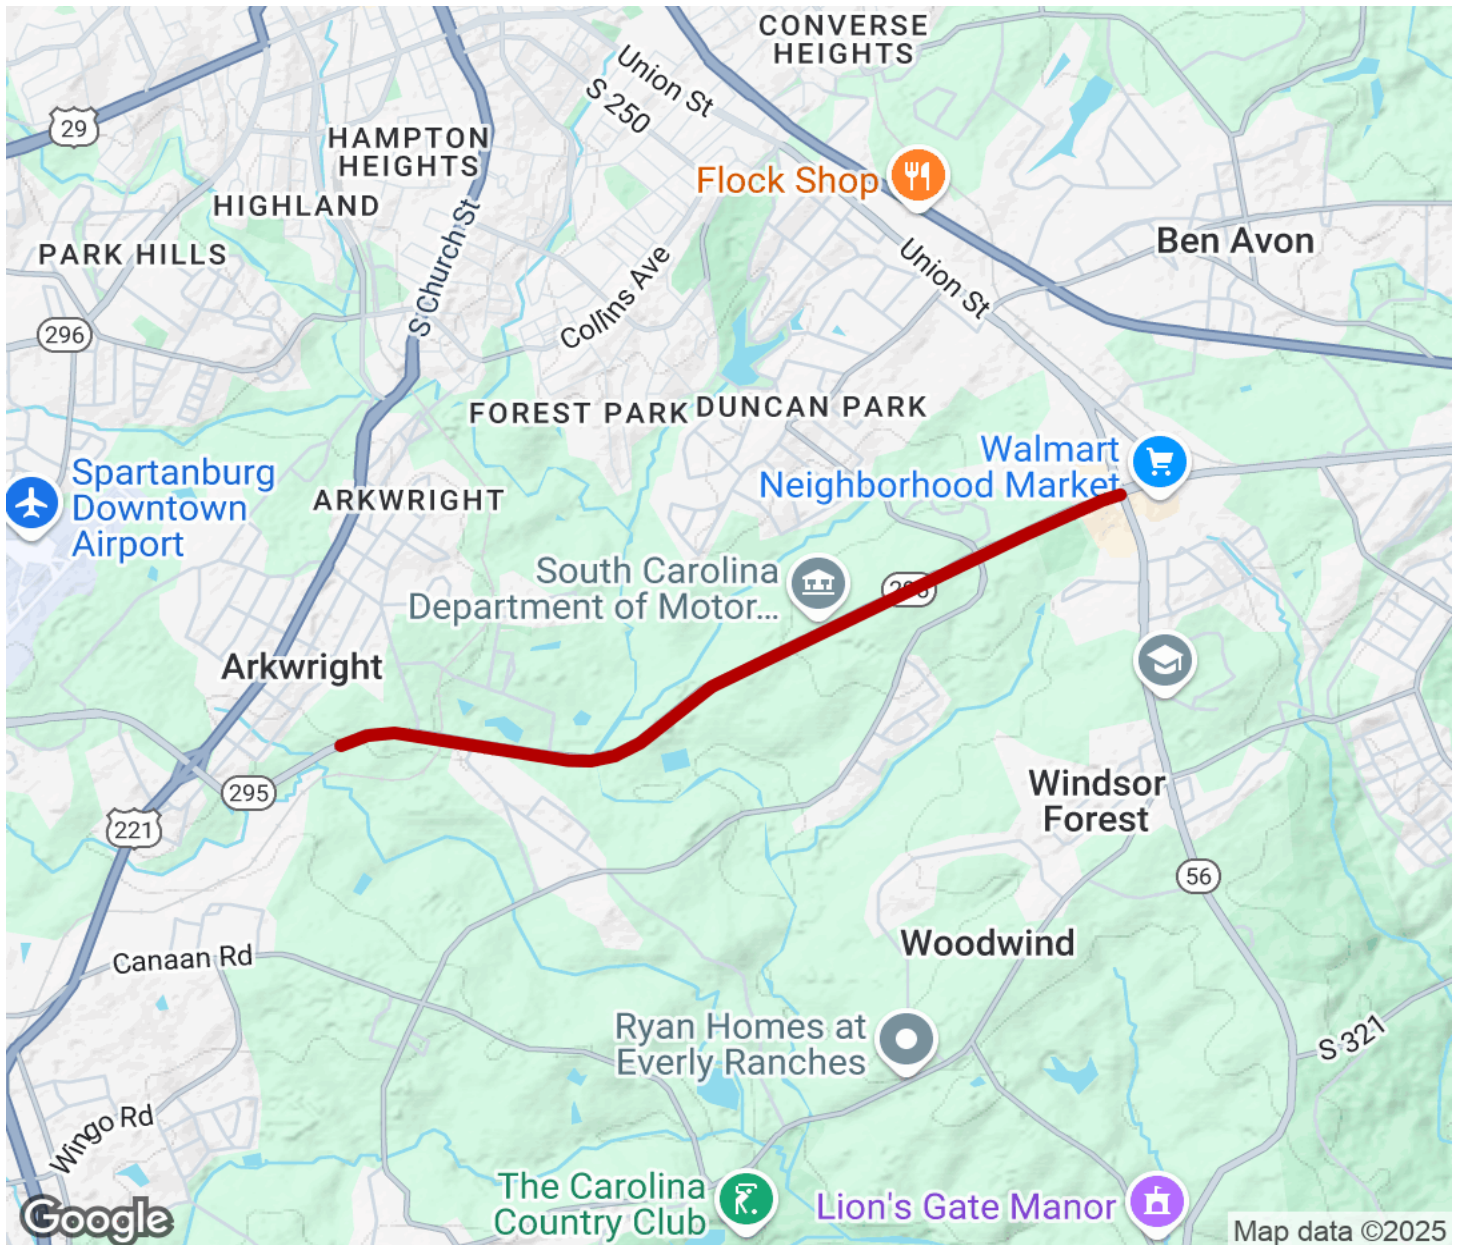 CONVERSE
HEIGHTS
Union St
S 250
29
HAMPTON
HEIGHTS
Flock Shop
HIGHLAND
PARK HILLS
S Church St
Ben Avon
Union St
Collins Ave
296
FOREST PARK
DUNCAN PARK
Walmart
Neighborhood Market
Spartanburg
Downtown
Airport
ARKWRIGHT
South Carolina
Department of Motor...
Arkwright
295
221
Windsor
Forest
56
Woodwind
Canaan Rd
Ryan Homes at
Everly Ranches
S 321
Wingo Rd
The Carolina
Country Club
Lion's Gate Manor
Google
Map data ©2025